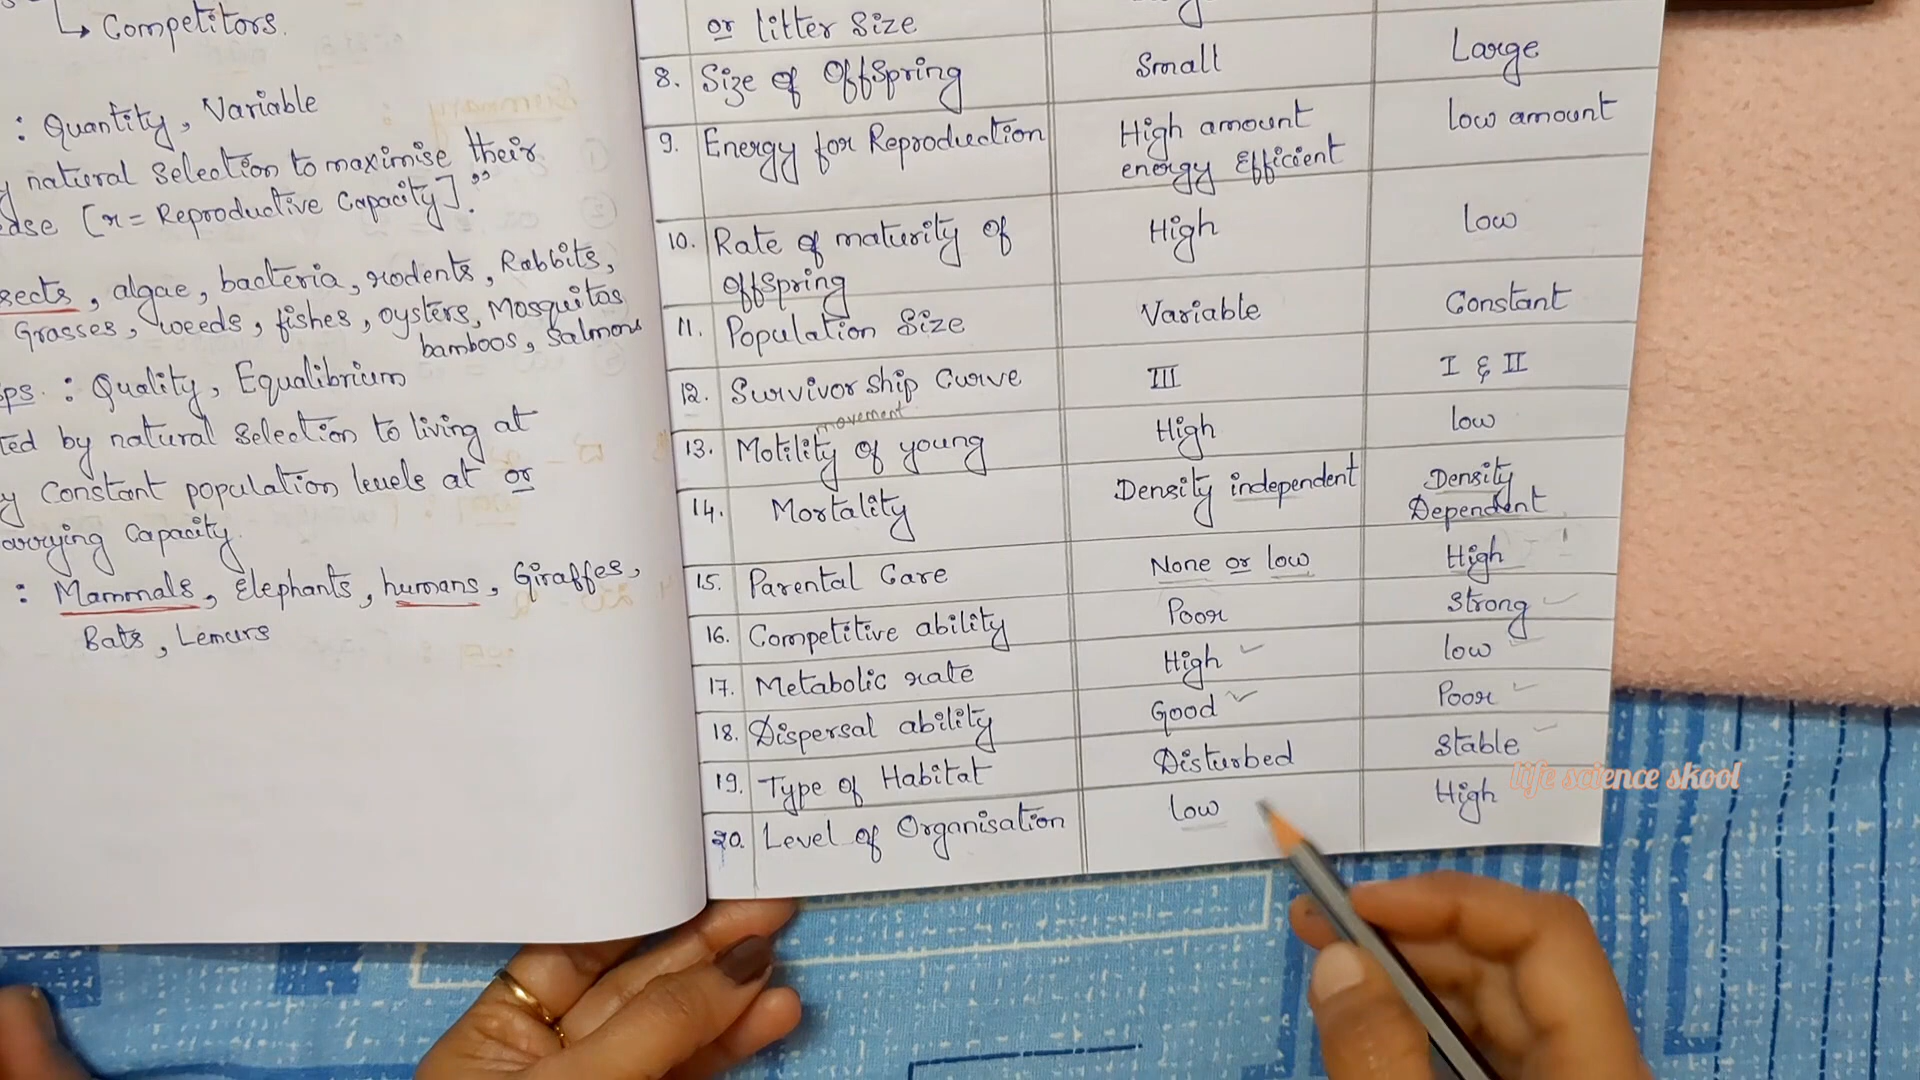 ↳ Competitors.
: Quantity, Variable
natural Selection to maximise their
[r = Reproductive Capacity].”
sects, algae, bacteria, rodents, Rabbits,
Grasses, weeds, fishes, oysters, Mosquitos
bamboos, Salmons
ps. : Quality, Equalibrium
ted by natural Selection to living at
y Constant population levels at or
arrying Capacity.
: Mammals, Elephants, humans, Giraffes,
Bats, Lemurs
or litter Size
8. Size of Offspring Small Large
9. Energy for Reproduction High amount energy Efficient low amount
10. Rate of maturity of offspring High low
11. Population Size Variable Constant
12. Survivor Ship Curve III I & II
movement
13. Motility of young High low
14. Mortality Density independent Density Dependent
15. Parental Care None or low High
16. Competitive ability Poor Strong
17. Metabolic rate High low
18. Dispersal ability Good Poor
19. Type of Habitat Disturbed Stable
20. Level of Organisation low High
life science skool